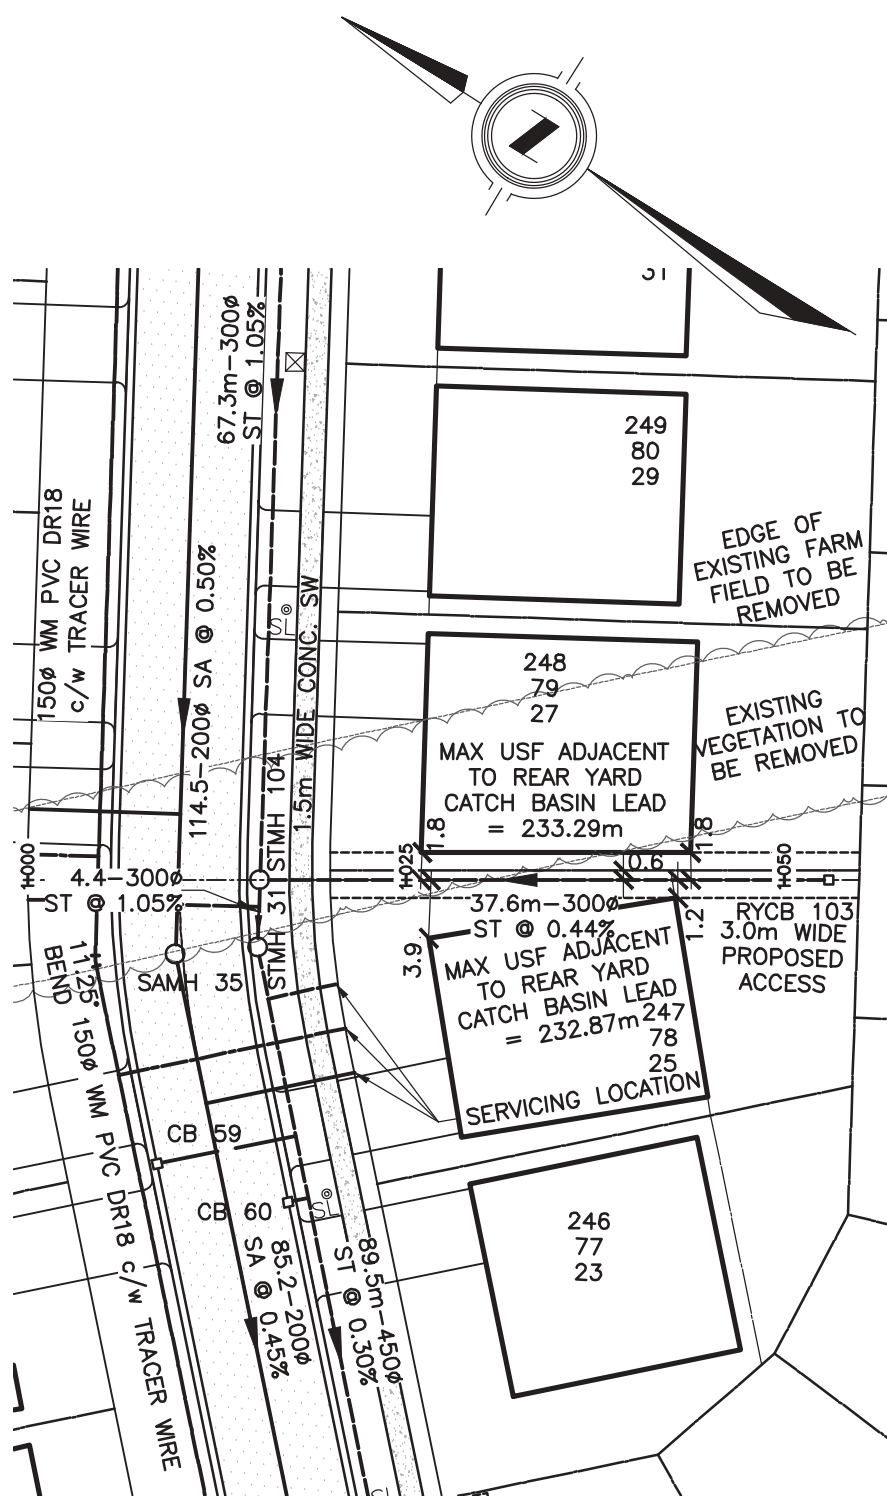 31
67.3m–300ø
ST @ 1.05%
249
80
29
EDGE OF
EXISTING FARM
FIELD TO BE
REMOVED
150ø WM PVC DR18
c/w TRACER WIRE
114.5–200ø SA @ 0.50%
SL
1.5m WIDE CONC. SW
248
79
27
MAX USF ADJACENT
TO REAR YARD
CATCH BASIN LEAD
= 233.29m
EXISTING
VEGETATION TO
BE REMOVED
STMH 104
1.8
1.8
1+000
1+025
1+050
0.6
4.4–300ø
ST @ 1.05%
37.6m–300ø
ST @ 0.44%
1.2
3.9
RYCB 103
3.0m WIDE
PROPOSED
ACCESS
STMH 31
SAMH 35
11.25°
BEND
MAX USF ADJACENT
TO REAR YARD
CATCH BASIN LEAD
= 232.87m
247
78
25
SERVICING LOCATION
150ø WM PVC DR18 c/w TRACER WIRE
CB 59
CB 60
SL
85.2–200ø
SA @ 0.45%
89.5m–450ø
ST @ 0.30%
246
77
23